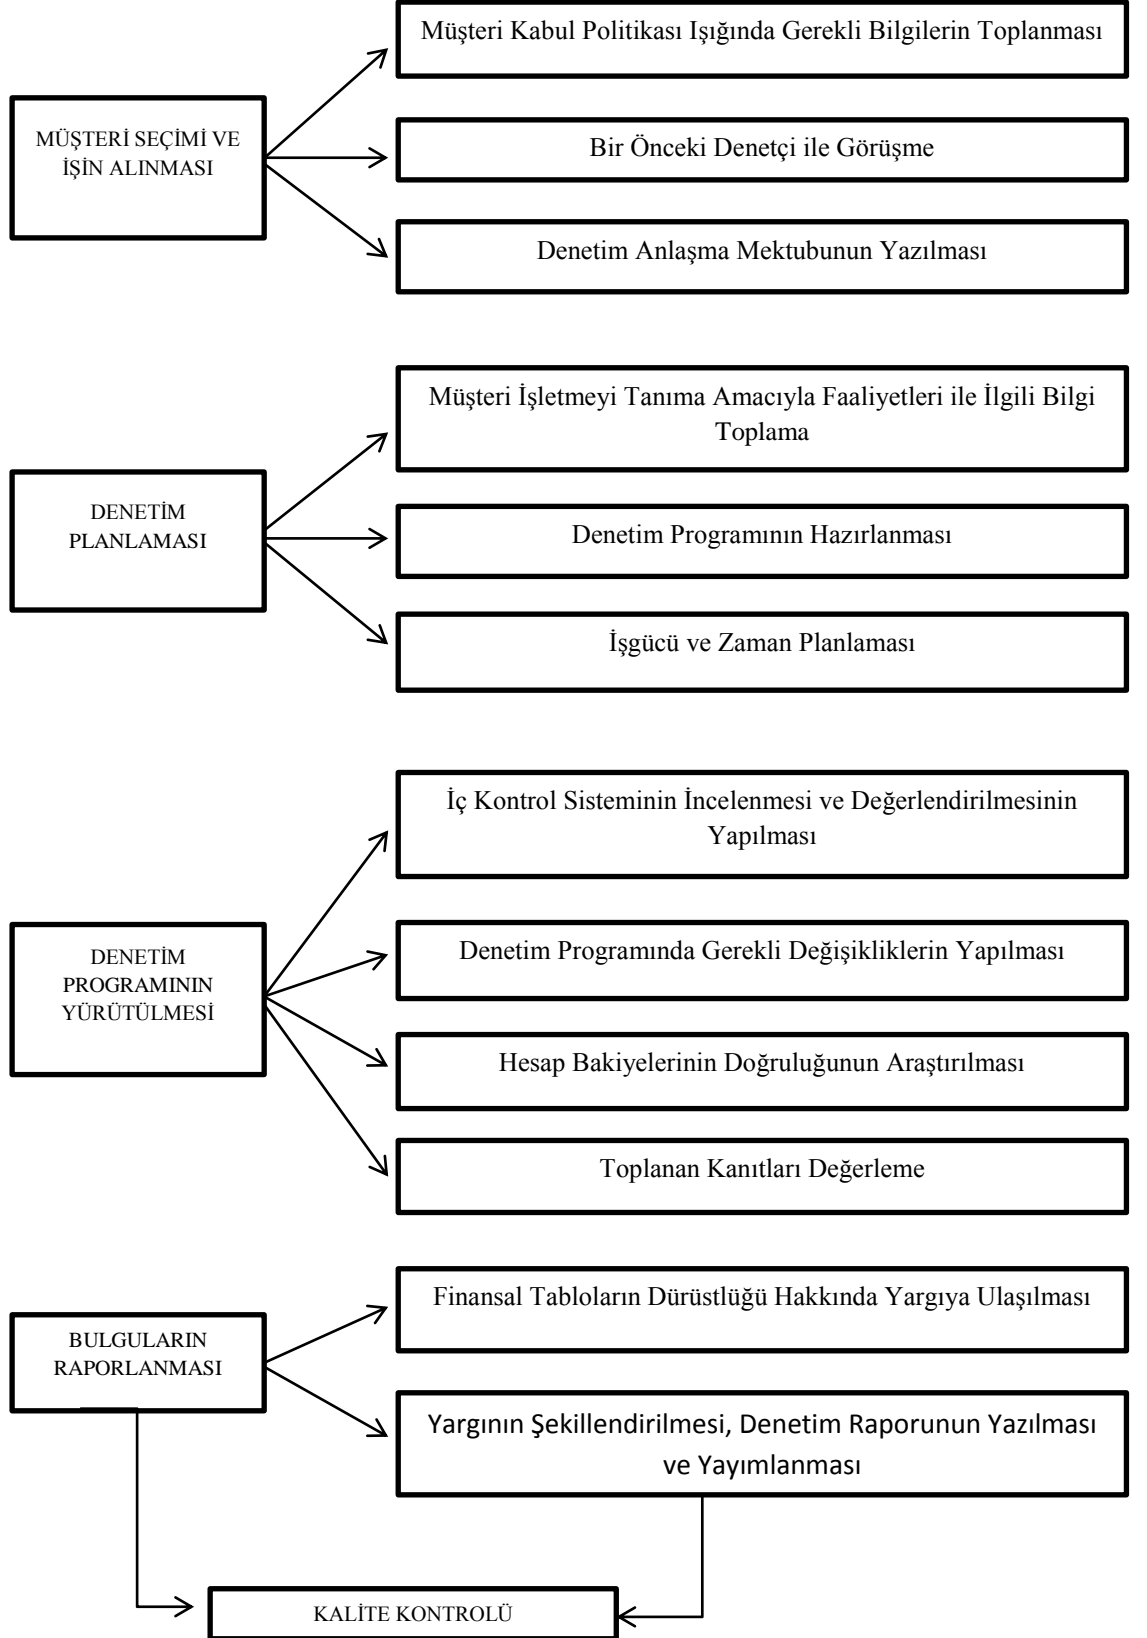 MÜŞTERİ SEÇİMİ VE
İŞİN ALINMASI
Müşteri Kabul Politikası Işığında Gerekli Bilgilerin Toplanması
Bir Önceki Denetçi ile Görüşme
Denetim Anlaşma Mektubunun Yazılması
DENETİM
PLANLAMASI
Müşteri İşletmeyi Tanıma Amacıyla Faaliyetleri ile İlgili Bilgi
Toplama
Denetim Programının Hazırlanması
İşgücü ve Zaman Planlaması
DENETİM
PROGRAMININ
YÜRÜTÜLMESİ
İç Kontrol Sisteminin İncelenmesi ve Değerlendirilmesinin
Yapılması
Denetim Programında Gerekli Değişikliklerin Yapılması
Hesap Bakiyelerinin Doğruluğunun Araştırılması
Toplanan Kanıtları Değerleme
BULGULARIN
RAPORLANMASI
Finansal Tabloların Dürüstlüğü Hakkında Yargıya Ulaşılması
Yargının Şekillendirilmesi, Denetim Raporunun Yazılması
ve Yayımlanması
KALİTE KONTROLÜ